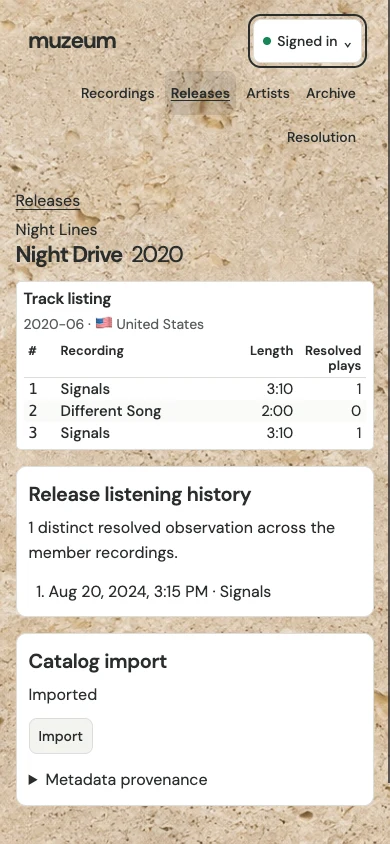 muzeum
Signed in
Recordings Releases Artists Archive
Resolution
Releases
Night Lines
Night Drive 2020
Track listing
2020-06 · 🇺🇸 United States
# Recording Length Resolved
plays
1 Signals 3:10 1
2 Different Song 2:00 0
3 Signals 3:10 1
Release listening history
1 distinct resolved observation across the
member recordings.
1. Aug 20, 2024, 3:15 PM · Signals
Catalog import
Imported
Import
Metadata provenance